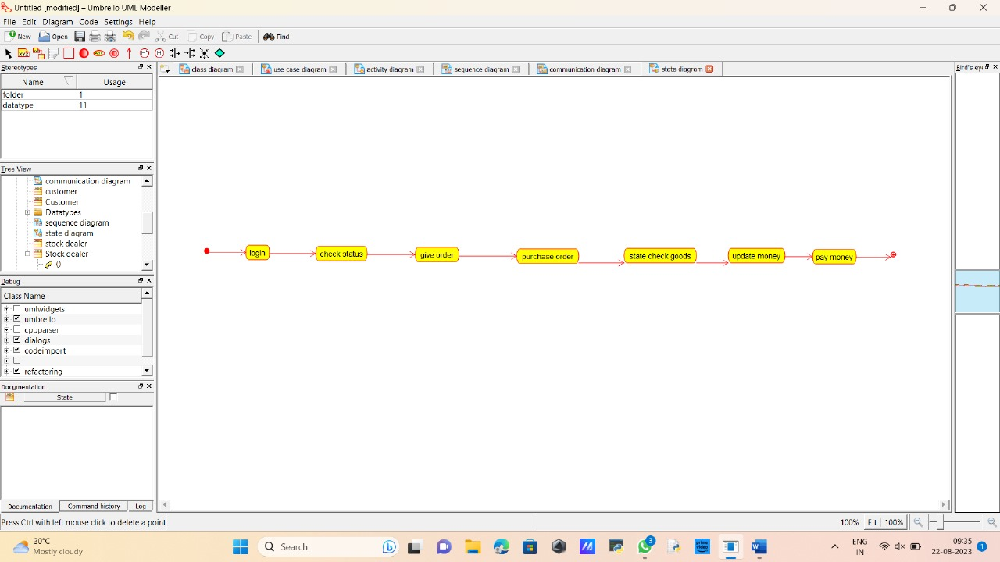 Untitled [modified] – Umbrello UML Modeller
File Edit Diagram Code Settings Help
New Open Cut Copy Paste Find
class diagram use case diagram activity diagram sequence diagram communication diagram state diagram
Stereotypes
Name Usage
folder 1
datatype 11
Tree View
communication diagram
customer
Customer
Datatypes
sequence diagram
state diagram
stock dealer
Stock dealer
()
Debug
Class Name
umlwidgets
umbrello
cppparser
dialogs
codeimport
refactoring
Documentation
State
Documentation Command history Log
Bird's eye
login check status give order purchase order state check goods update money pay money
Press Ctrl with left mouse click to delete a point
100% Fit 100%
30°C
Mostly cloudy
Search
3
ENG
IN
09:35
22-08-2023
1